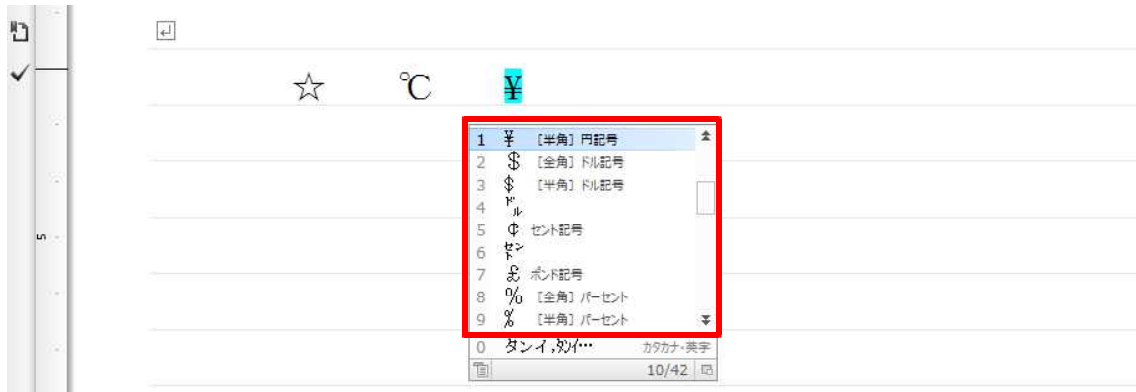 ☆ ℃ ¥
1 ¥ [半角] 円記号
2 $ [全角] ドル記号
3 $ [半角] ドル記号
4 ㌦
5 ¢ セント記号
6 ㌣
7 £ ポンド記号
8 % [全角] パーセント
9 % [半角] パーセント
0 タンイ,タンイ… カタカナ・英字
10/42
5